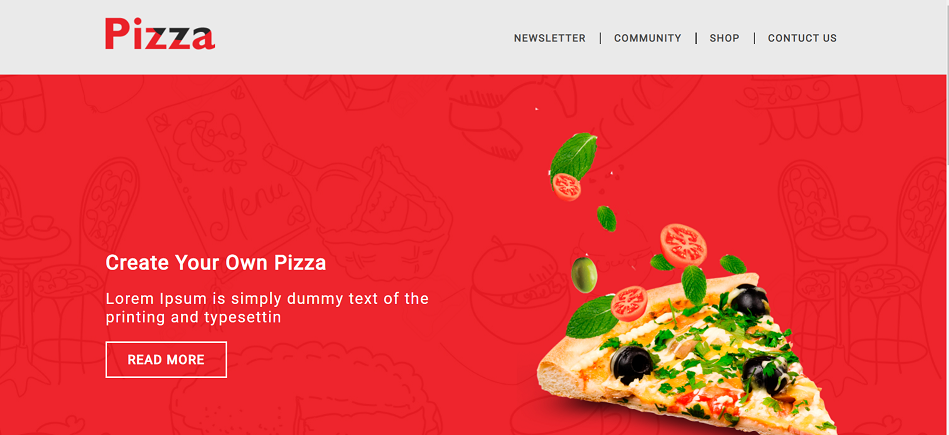 Pizza
NEWSLETTER | COMMUNITY | SHOP | CONTUCT US
Menu
Create Your Own Pizza
Lorem Ipsum is simply dummy text of the
printing and typesettin
READ MORE